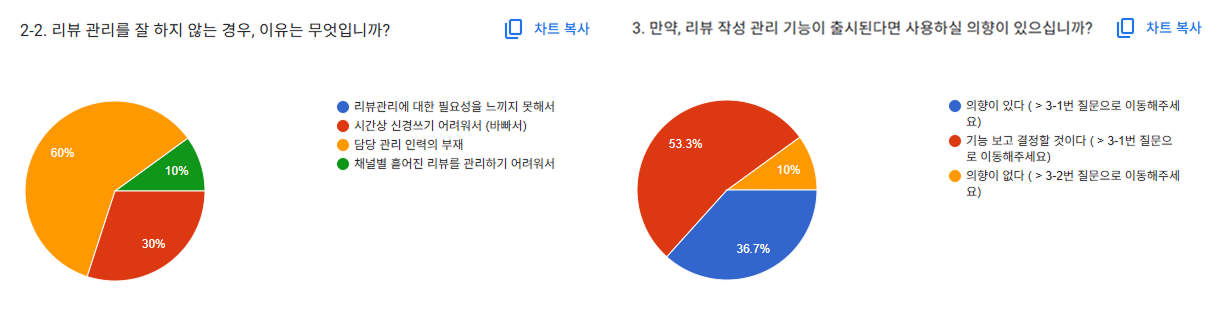 2-2. 리뷰 관리를 잘 하지 않는 경우, 이유는 무엇입니까?
차트 복사
60%
10%
30%
리뷰관리에 대한 필요성을 느끼지 못해서
시간상 신경쓰기 어려워서 (바빠서)
담당 관리 인력의 부재
채널별 흩어진 리뷰를 관리하기 어려워서
3. 만약, 리뷰 작성 관리 기능이 출시된다면 사용하실 의향이 있으십니까?
차트 복사
53.3%
10%
36.7%
의향이 있다 ( > 3-1번 질문으로 이동해주세
요)
기능 보고 결정할 것이다 ( > 3-1번 질문으
로 이동해주세요)
의향이 없다 ( > 3-2번 질문으로 이동해주세
요)